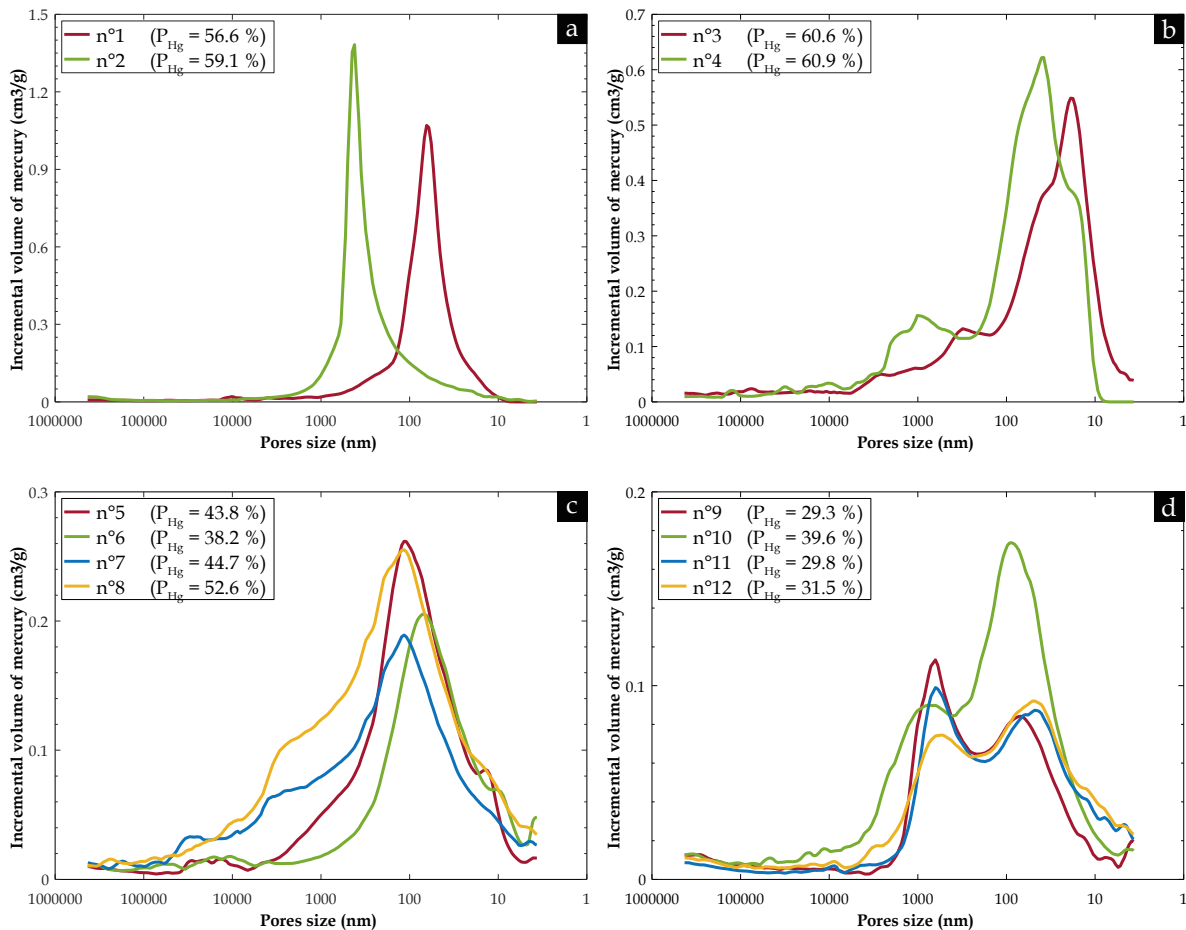 a
n°1 (P_Hg = 56.6 %)
n°2 (P_Hg = 59.1 %)
Incremental volume of mercury (cm3/g)
1.5
1.2
0.9
0.6
0.3
0
1000000 100000 10000 1000 100 10 1
Pores size (nm)
b
n°3 (P_Hg = 60.6 %)
n°4 (P_Hg = 60.9 %)
Incremental volume of mercury (cm3/g)
0.7
0.6
0.5
0.4
0.3
0.2
0.1
0
1000000 100000 10000 1000 100 10 1
Pores size (nm)
c
n°5 (P_Hg = 43.8 %)
n°6 (P_Hg = 38.2 %)
n°7 (P_Hg = 44.7 %)
n°8 (P_Hg = 52.6 %)
Incremental volume of mercury (cm3/g)
0.3
0.2
0.1
0
1000000 100000 10000 1000 100 10 1
Pores size (nm)
d
n°9 (P_Hg = 29.3 %)
n°10 (P_Hg = 39.6 %)
n°11 (P_Hg = 29.8 %)
n°12 (P_Hg = 31.5 %)
Incremental volume of mercury (cm3/g)
0.2
0.1
0
1000000 100000 10000 1000 100 10 1
Pores size (nm)